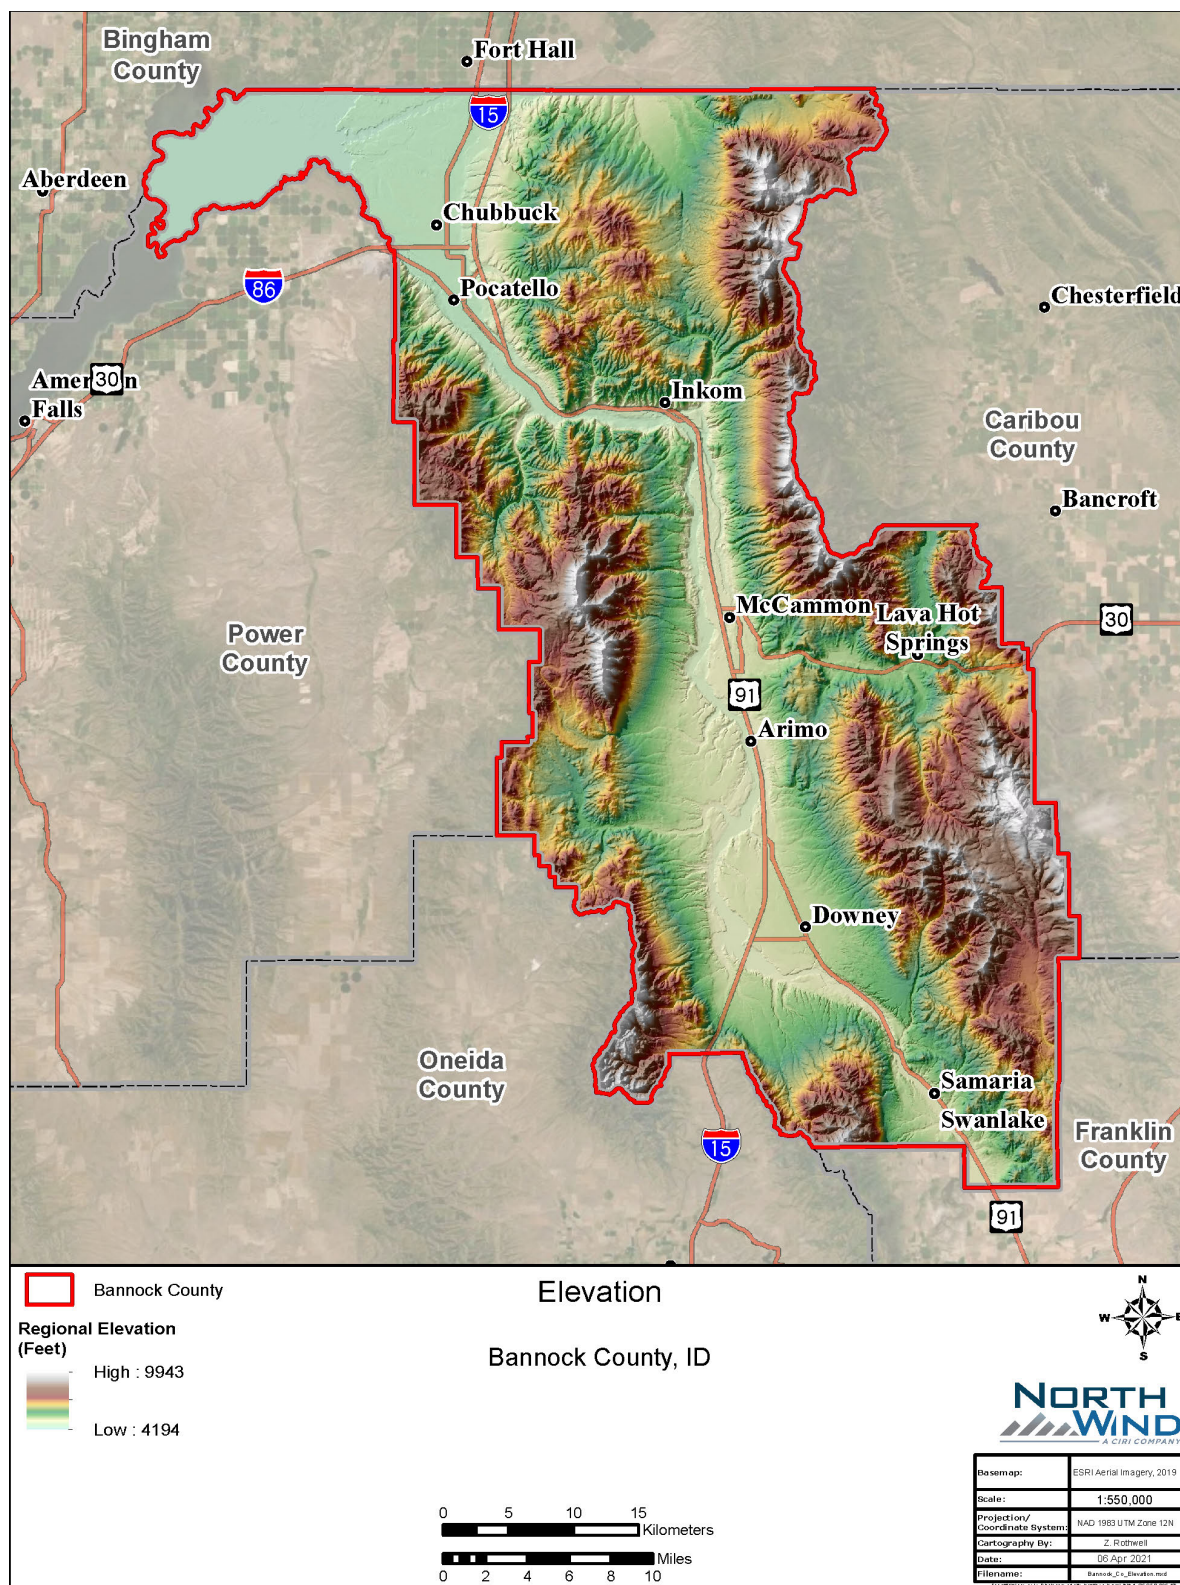 Bingham
County
Fort Hall
15
Aberdeen
Chubbuck
86
Pocatello
Chesterfield
30
Falls
Inkom
Caribou
County
Bancroft
McCammon
Lava Hot
Springs
30
Power
County
91
Arimo
Downey
Oneida
County
Samaria
Swanlake
Franklin
County
15
91
Bannock County
Regional Elevation
(Feet)
High : 9943
Low : 4194
Elevation
Bannock County, ID
N
W
E
S
NORTH
WIND
A CIRI COMPANY
Basemap: ESRI Aerial Imagery, 2019
Scale: 1:550,000
Projection/
Coordinate System: NAD 1983 UTM Zone 12N
Cartography By: Z. Rothwell
Date: 06 Apr 2021
Filename: Bannock_Co_Elevation.mxd
0 5 10 15
Kilometers
Miles
0 2 4 6 8 10